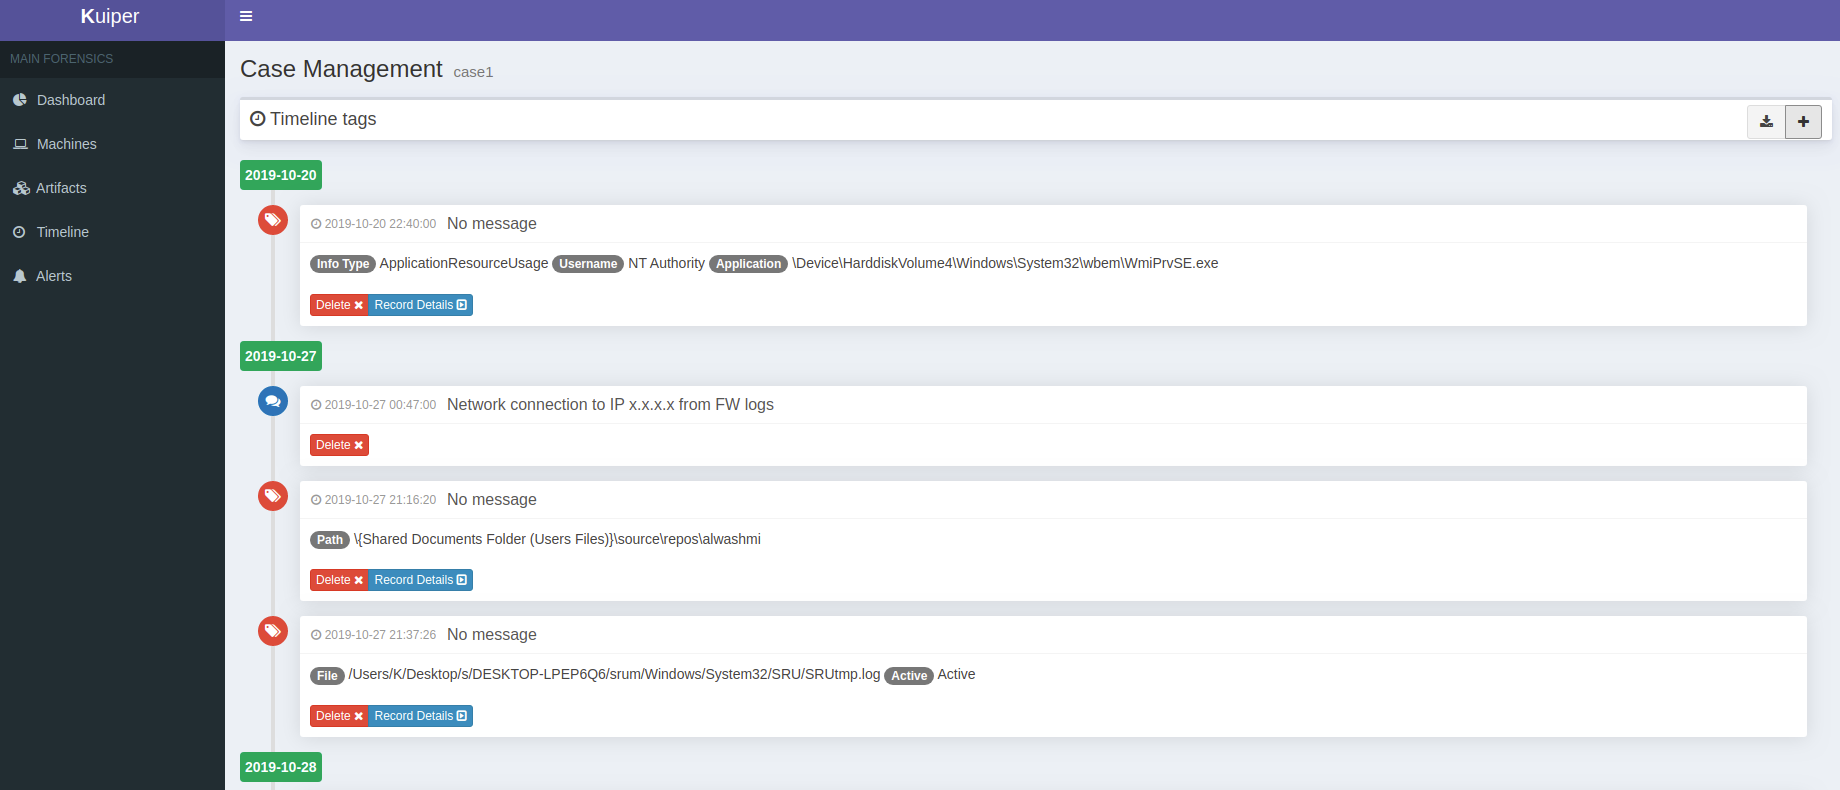 Kuiper
MAIN FORENSICS
Dashboard
Machines
Artifacts
Timeline
Alerts
Case Management case1
Timeline tags
2019-10-20
2019-10-20 22:40:00 No message
Info Type ApplicationResourceUsage Username NT Authority Application \Device\HarddiskVolume4\Windows\System32\wbem\WmiPrvSE.exe
Delete Record Details
2019-10-27
2019-10-27 00:47:00 Network connection to IP x.x.x.x from FW logs
Delete
2019-10-27 21:16:20 No message
Path \{Shared Documents Folder (Users Files)}\source\repos\alwashmi
Delete Record Details
2019-10-27 21:37:26 No message
File /Users/K/Desktop/s/DESKTOP-LPEP6Q6/srum/Windows/System32/SRU/SRUtmp.log Active Active
Delete Record Details
2019-10-28